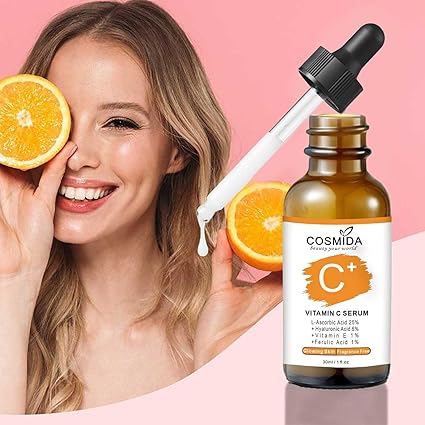 COSMIDA
beauty your world
C+
VITAMIN C SERUM
L-Ascorbic Acid 25%
+Hyaluronic Acid 8%
+Vitamin E 1%
+Ferulic Acid 1%
Glowing Skin Fragrance Free
30ml / 1 fl.oz